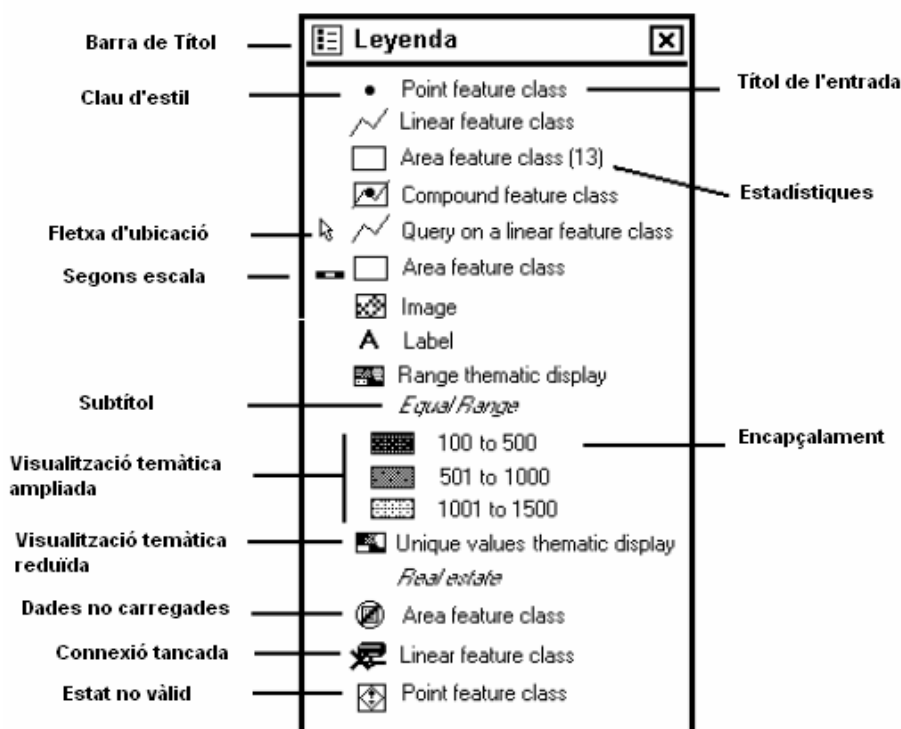 Barra de Títol
Leyenda
Clau d'estil
Point feature class
Títol de l'entrada
Linear feature class
Area feature class (13)
Estadístiques
Compound feature class
Fletxa d'ubicació
Query on a linear feature class
Segons escala
Area feature class
Image
A Label
Range thematic display
Subtítol
Equal Range
100 to 500
Encapçalament
Visualització temàtica
ampliada
501 to 1000
1001 to 1500
Visualització temàtica
reduïda
Unique values thematic display
Real estate
Dades no carregades
Area feature class
Connexió tancada
Linear feature class
Estat no vàlid
Point feature class